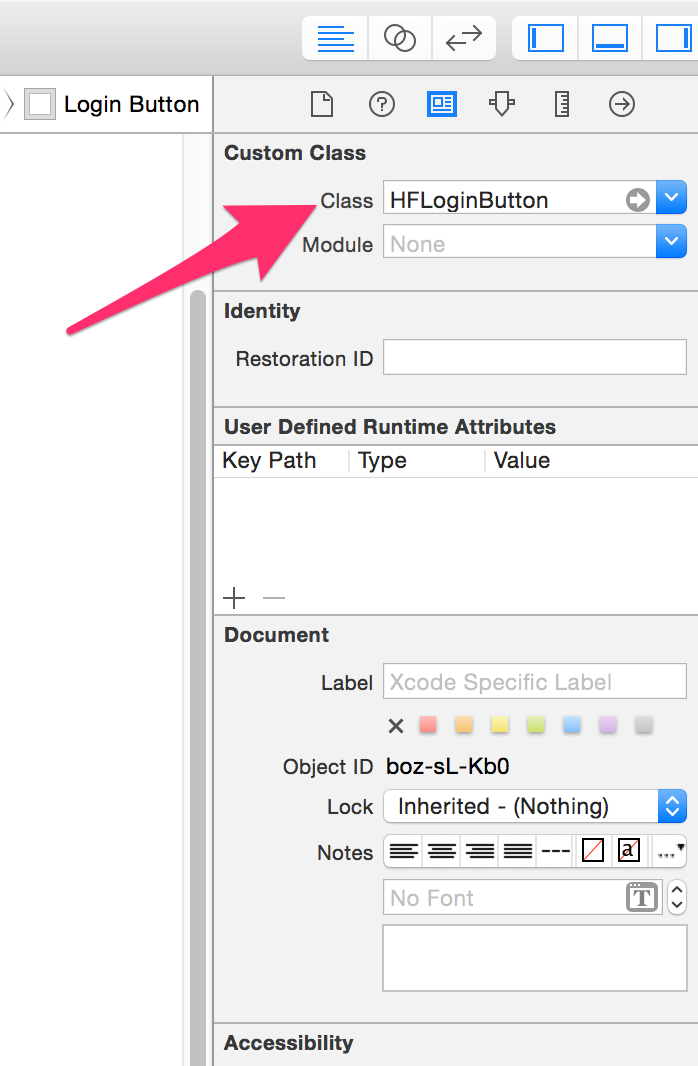 Login Button
Custom Class
Class HFLoginButton
Module None
Identity
Restoration ID
User Defined Runtime Attributes
Key Path Type Value
Document
Label Xcode Specific Label
Object ID boz-sL-Kb0
Lock Inherited - (Nothing)
Notes
No Font
Accessibility